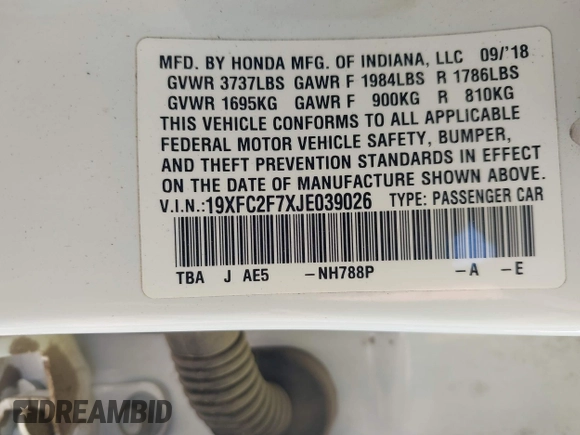 MFD. BY HONDA MFG. OF INDIANA, LLC 09/'18
GVWR 3737LBS GAWR F 1984LBS R 1786LBS
GVWR 1695KG GAWR F 900KG R 810KG
THIS VEHICLE CONFORMS TO ALL APPLICABLE
FEDERAL MOTOR VEHICLE SAFETY, BUMPER,
AND THEFT PREVENTION STANDARDS IN EFFECT
ON DATE OF MANUFACTURE SHOWN ABOVE.
V.I.N.:19XFC2F7XJE039026 TYPE: PASSENGER CAR
TBA J AE5 -NH788P -A -E
DREAMBID